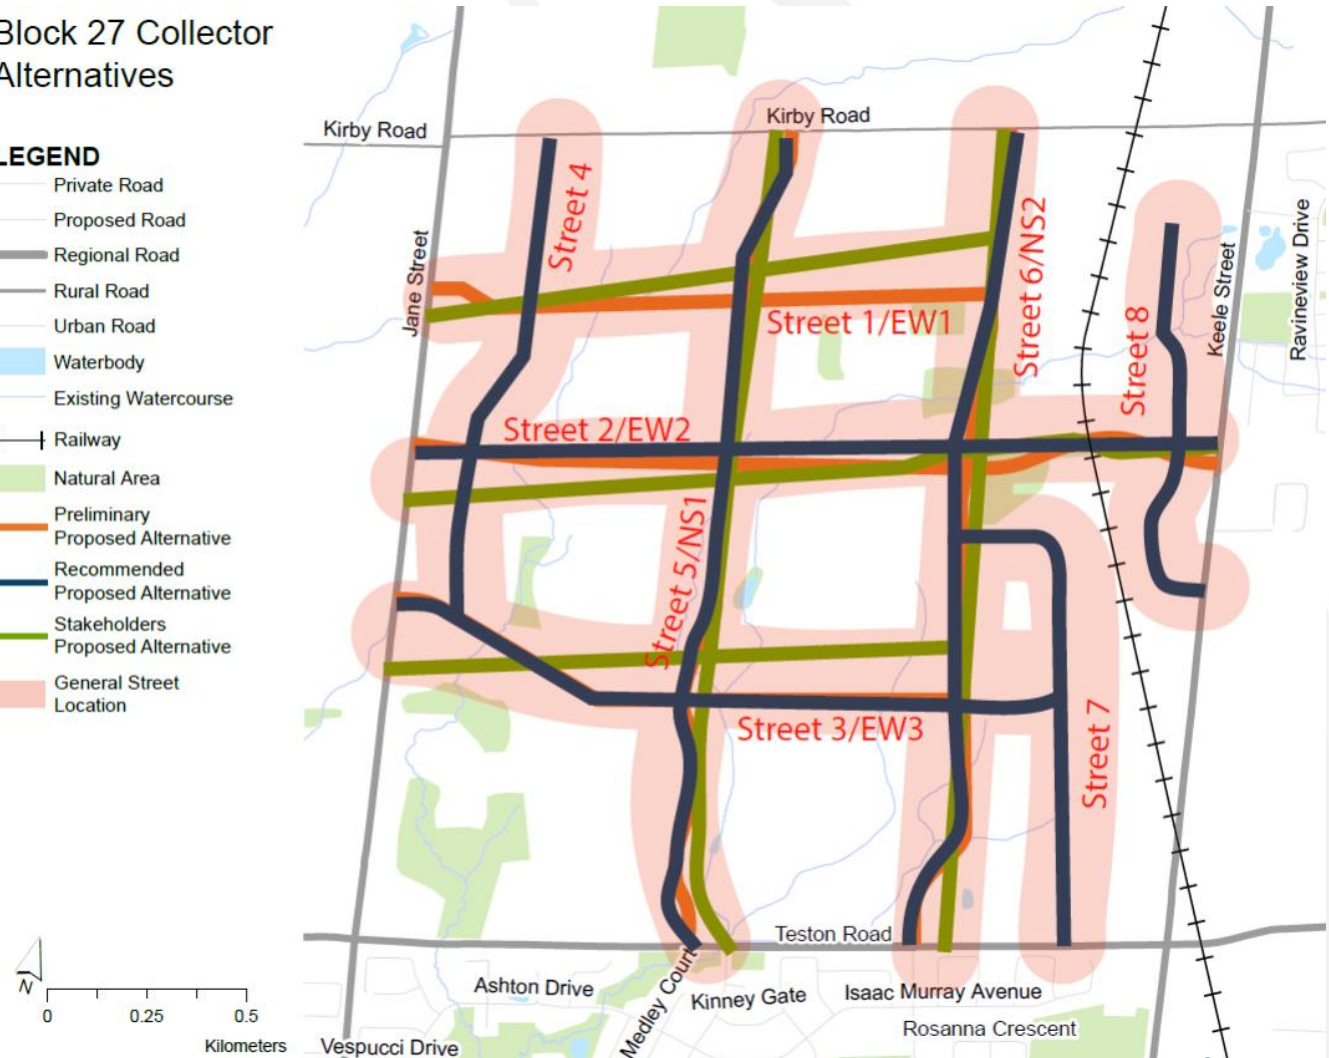 Block 27 Collector
Alternatives
LEGEND
Private Road
Proposed Road
Regional Road
Rural Road
Urban Road
Waterbody
Existing Watercourse
Railway
Natural Area
Preliminary
Proposed Alternative
Recommended
Proposed Alternative
Stakeholders
Proposed Alternative
General Street
Location
N
0 0.25 0.5
Kilometers
Kirby Road
Kirby Road
Jane Street
Street 4
Street 6/NS2
Street 8
Keele Street
Ravineview Drive
Street 1/EW1
Street 2/EW2
Street 5/NS1
Street 3/EW3
Street 7
Teston Road
Ashton Drive
Medley Court
Kinney Gate
Isaac Murray Avenue
Rosanna Crescent
Vespucci Drive